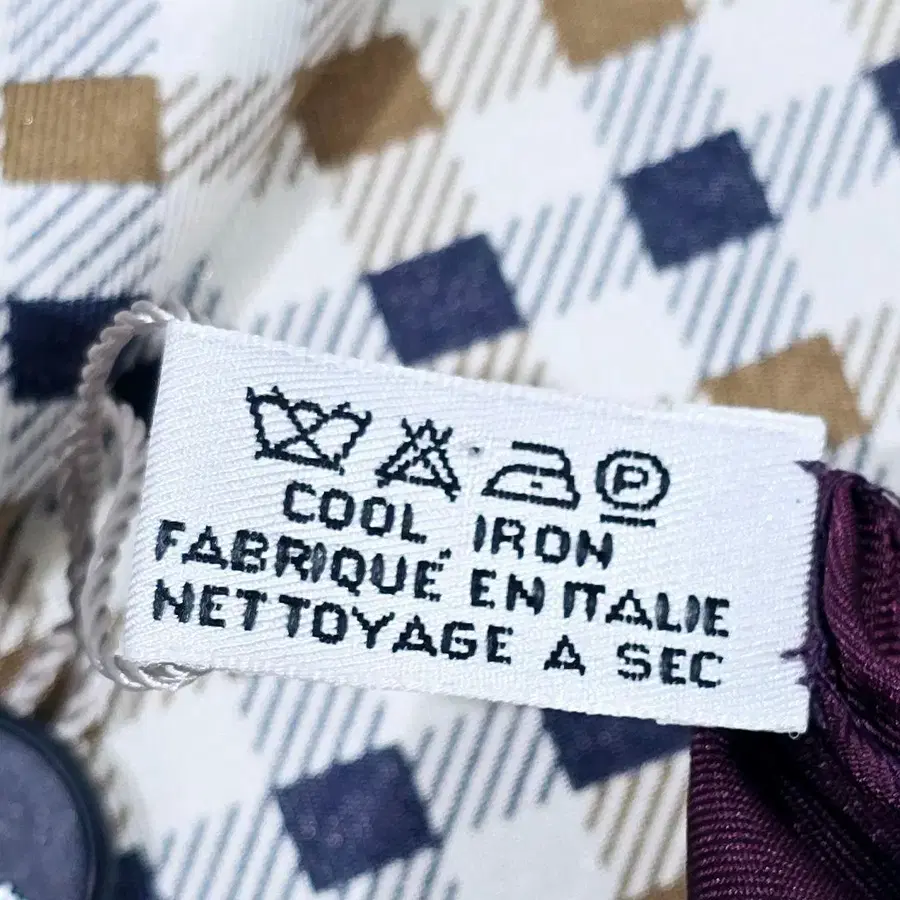 P
COOL IRON
FABRIQUÉ EN ITALIE
NETTOYAGE A SEC